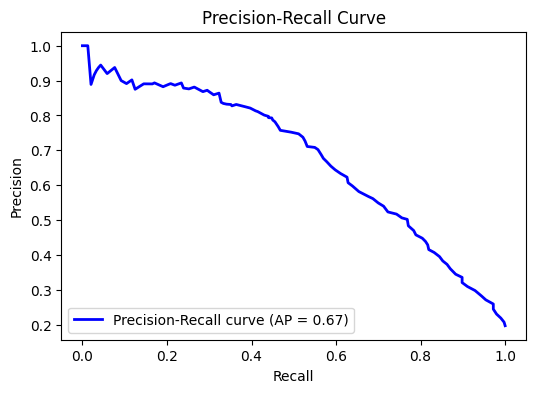 Precision-Recall Curve
Precision
1.0
0.9
0.8
0.7
0.6
0.5
0.4
0.3
0.2
Precision-Recall curve (AP = 0.67)
0.0 0.2 0.4 0.6 0.8 1.0
Recall